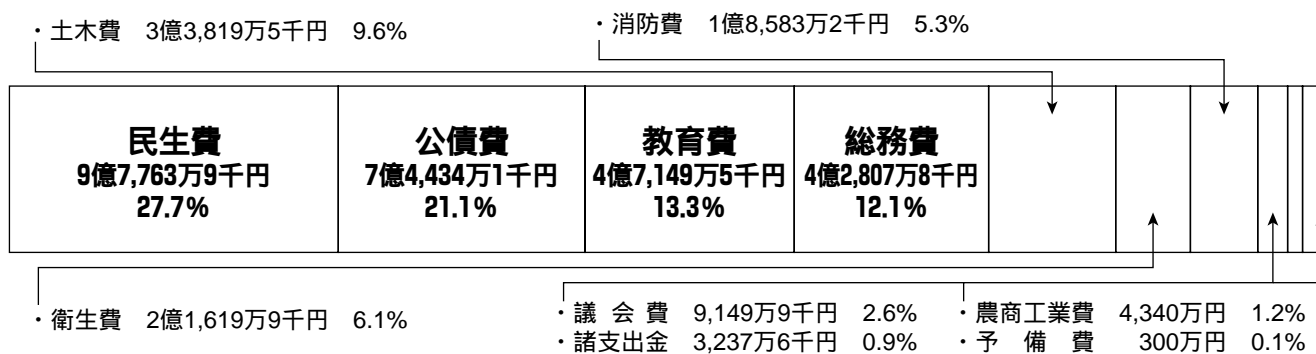 ・土木費 3億3,819万5千円 9.6%
・消防費 1億8,583万2千円 5.3%
民生費
9億7,763万9千円
27.7%
公債費
7億4,434万1千円
21.1%
教育費
4億7,149万5千円
13.3%
総務費
4億2,807万8千円
12.1%
・衛生費 2億1,619万9千円 6.1%
・議会費 9,149万9千円 2.6%
・諸支出金 3,237万6千円 0.9%
・農商工業費 4,340万円 1.2%
・予備費 300万円 0.1%